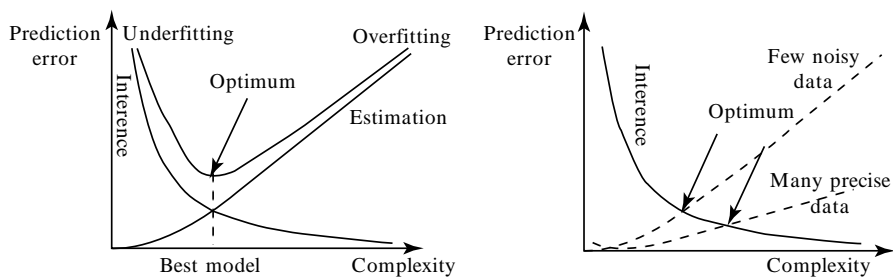 Prediction
error
Underfitting
Overfitting
Interence
Optimum
Estimation
Best model
Complexity
Prediction
error
Interence
Few noisy
data
Optimum
Many precise
data
Complexity